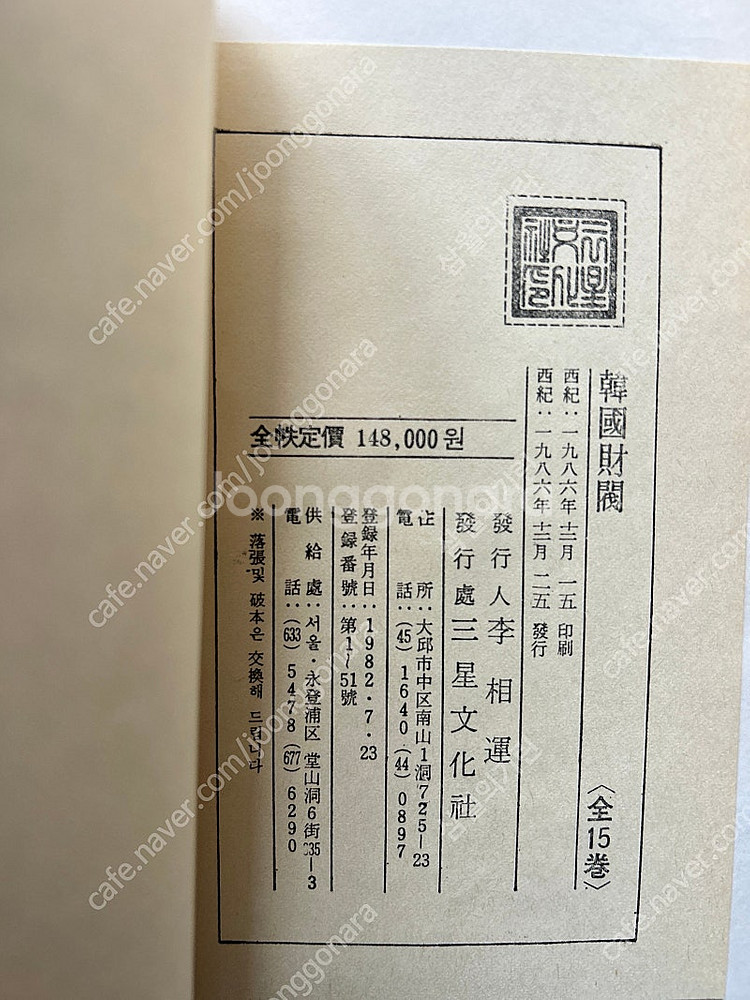 韓國財閥 〈全15巻〉
西紀：一九八六年十二月 一五 印刷
西紀：一九八六年十二月 二五 發行
發行人 李相運
發行處 三星文化社
住所：大邱市中区南山1洞725—23
電話：(45) 1640 (44) 0897
登録年月日：1982·7·23
登録番號：第1~51號
供給處：서울·永登浦区 堂山洞6街335—3
電話：(633) 5478 (677) 6290
※ 落張및 破本은 交換해 드립니다
全帙定價 148,000원
Joonggonara
cafe.naver.com/joonggonara